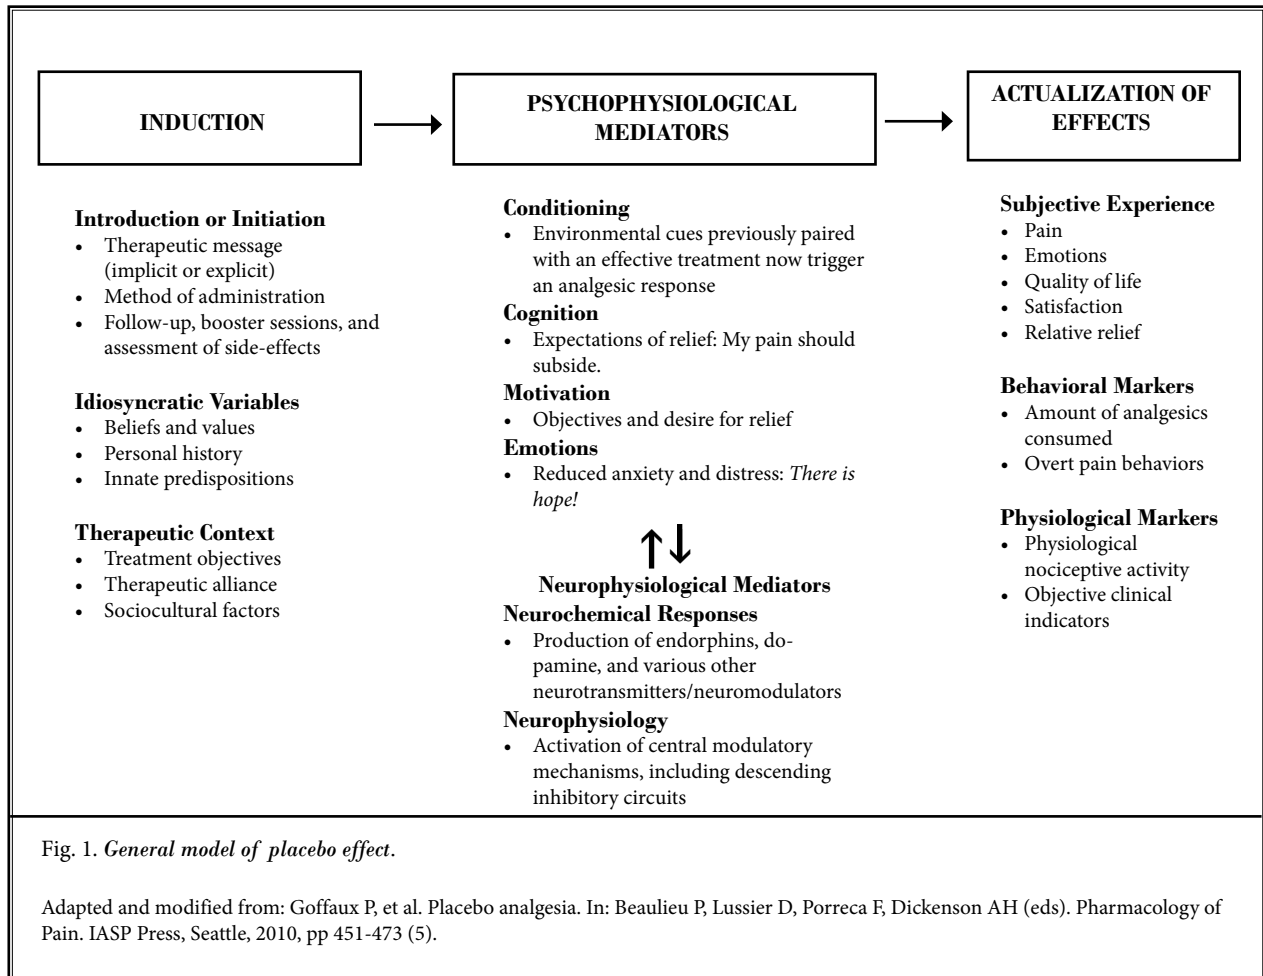 INDUCTION
PSYCHOPHYSIOLOGICAL
MEDIATORS
ACTUALIZATION OF
EFFECTS
Introduction or Initiation
• Therapeutic message
(implicit or explicit)
• Method of administration
• Follow-up, booster sessions, and
assessment of side-effects
Idiosyncratic Variables
• Beliefs and values
• Personal history
• Innate predispositions
Therapeutic Context
• Treatment objectives
• Therapeutic alliance
• Sociocultural factors
Conditioning
• Environmental cues previously paired
with an effective treatment now trigger
an analgesic response
Cognition
• Expectations of relief: My pain should
subside.
Motivation
• Objectives and desire for relief
Emotions
• Reduced anxiety and distress: There is
hope!
Neurophysiological Mediators
Neurochemical Responses
• Production of endorphins, do-
pamine, and various other
neurotransmitters/neuromodulators
Neurophysiology
• Activation of central modulatory
mechanisms, including descending
inhibitory circuits
Subjective Experience
• Pain
• Emotions
• Quality of life
• Satisfaction
• Relative relief
Behavioral Markers
• Amount of analgesics
consumed
• Overt pain behaviors
Physiological Markers
• Physiological
nociceptive activity
• Objective clinical
indicators
Fig. 1. General model of placebo effect.
Adapted and modified from: Goffaux P, et al. Placebo analgesia. In: Beaulieu P, Lussier D, Porreca F, Dickenson AH (eds). Pharmacology of
Pain. IASP Press, Seattle, 2010, pp 451-473 (5).